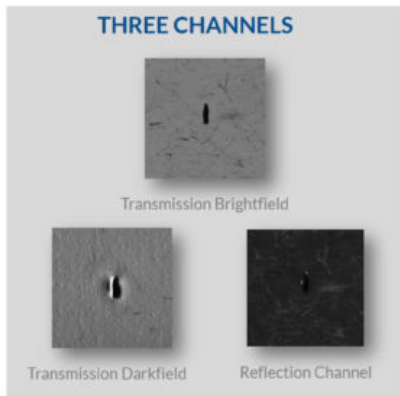 THREE CHANNELS
Transmission Brightfield
Transmission Darkfield
Reflection Channel